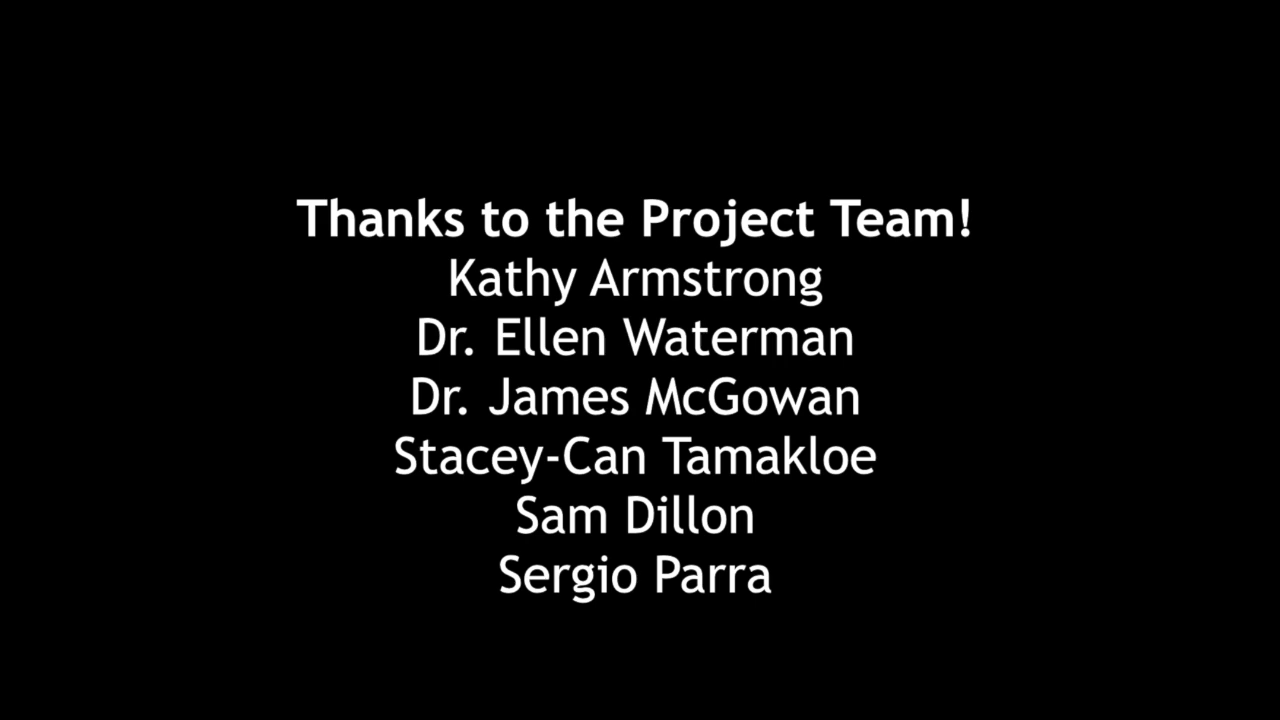 Thanks to the Project Team!
Kathy Armstrong
Dr. Ellen Waterman
Dr. James McGowan
Stacey-Can Tamakloe
Sam Dillon
Sergio Parra